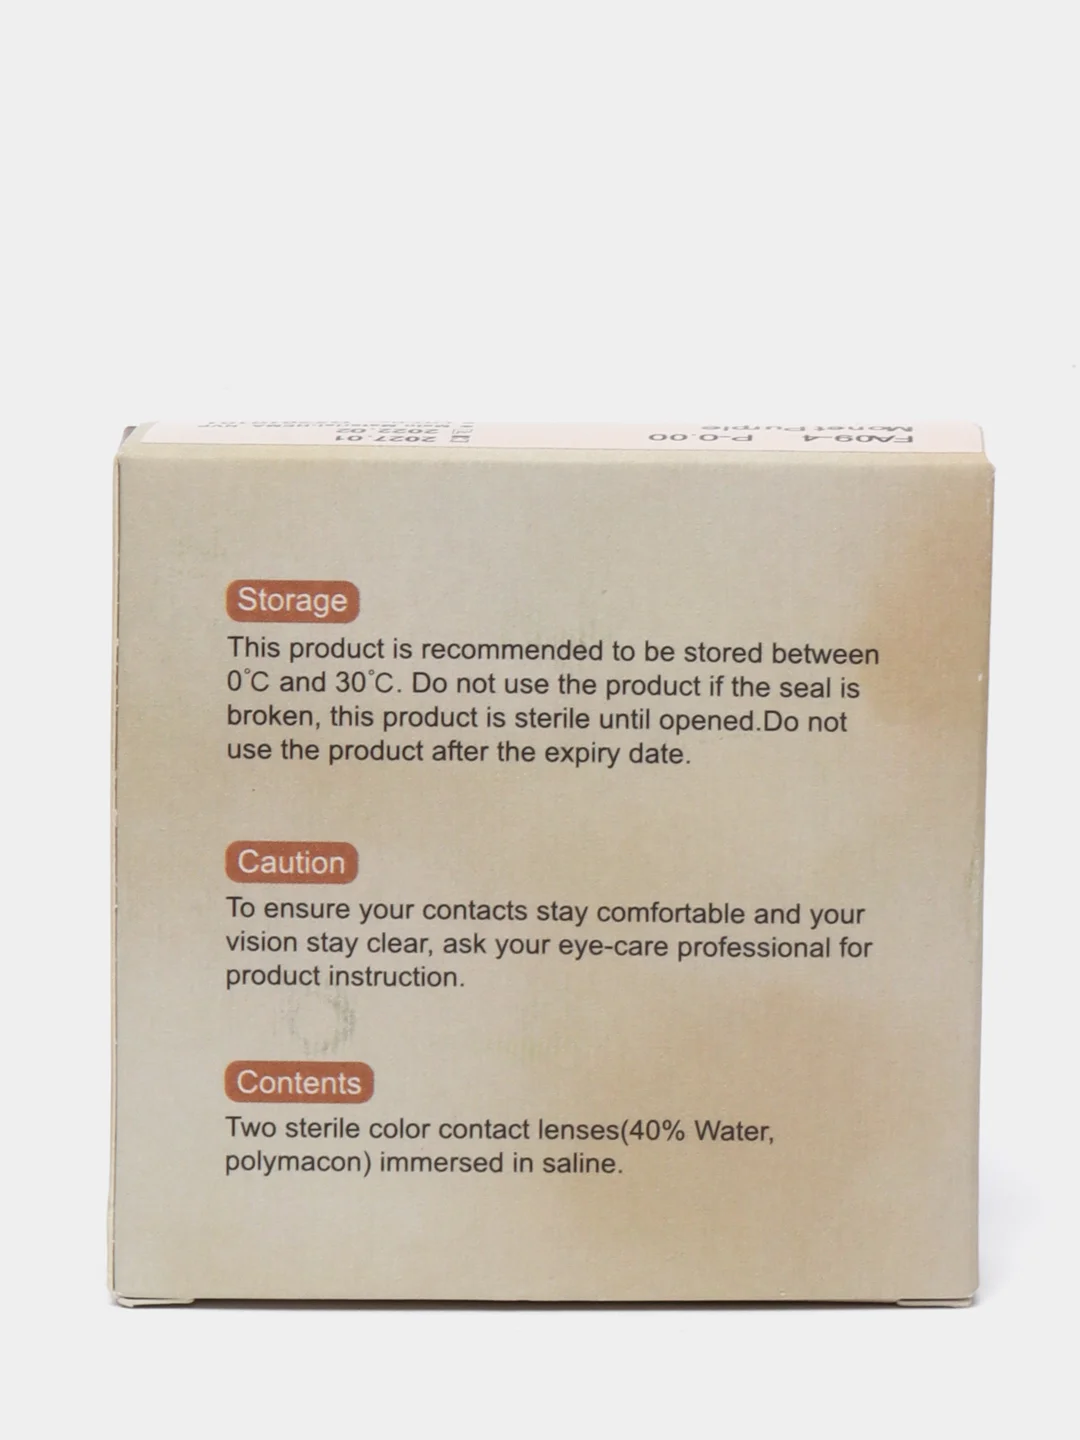 FA09-4 P-0.00
Monet Purple
2027.01
2022.02
Storage
This product is recommended to be stored between
0°C and 30°C. Do not use the product if the seal is
broken, this product is sterile until opened.Do not
use the product after the expiry date.
Caution
To ensure your contacts stay comfortable and your
vision stay clear, ask your eye-care professional for
product instruction.
Contents
Two sterile color contact lenses(40% Water,
polymacon) immersed in saline.